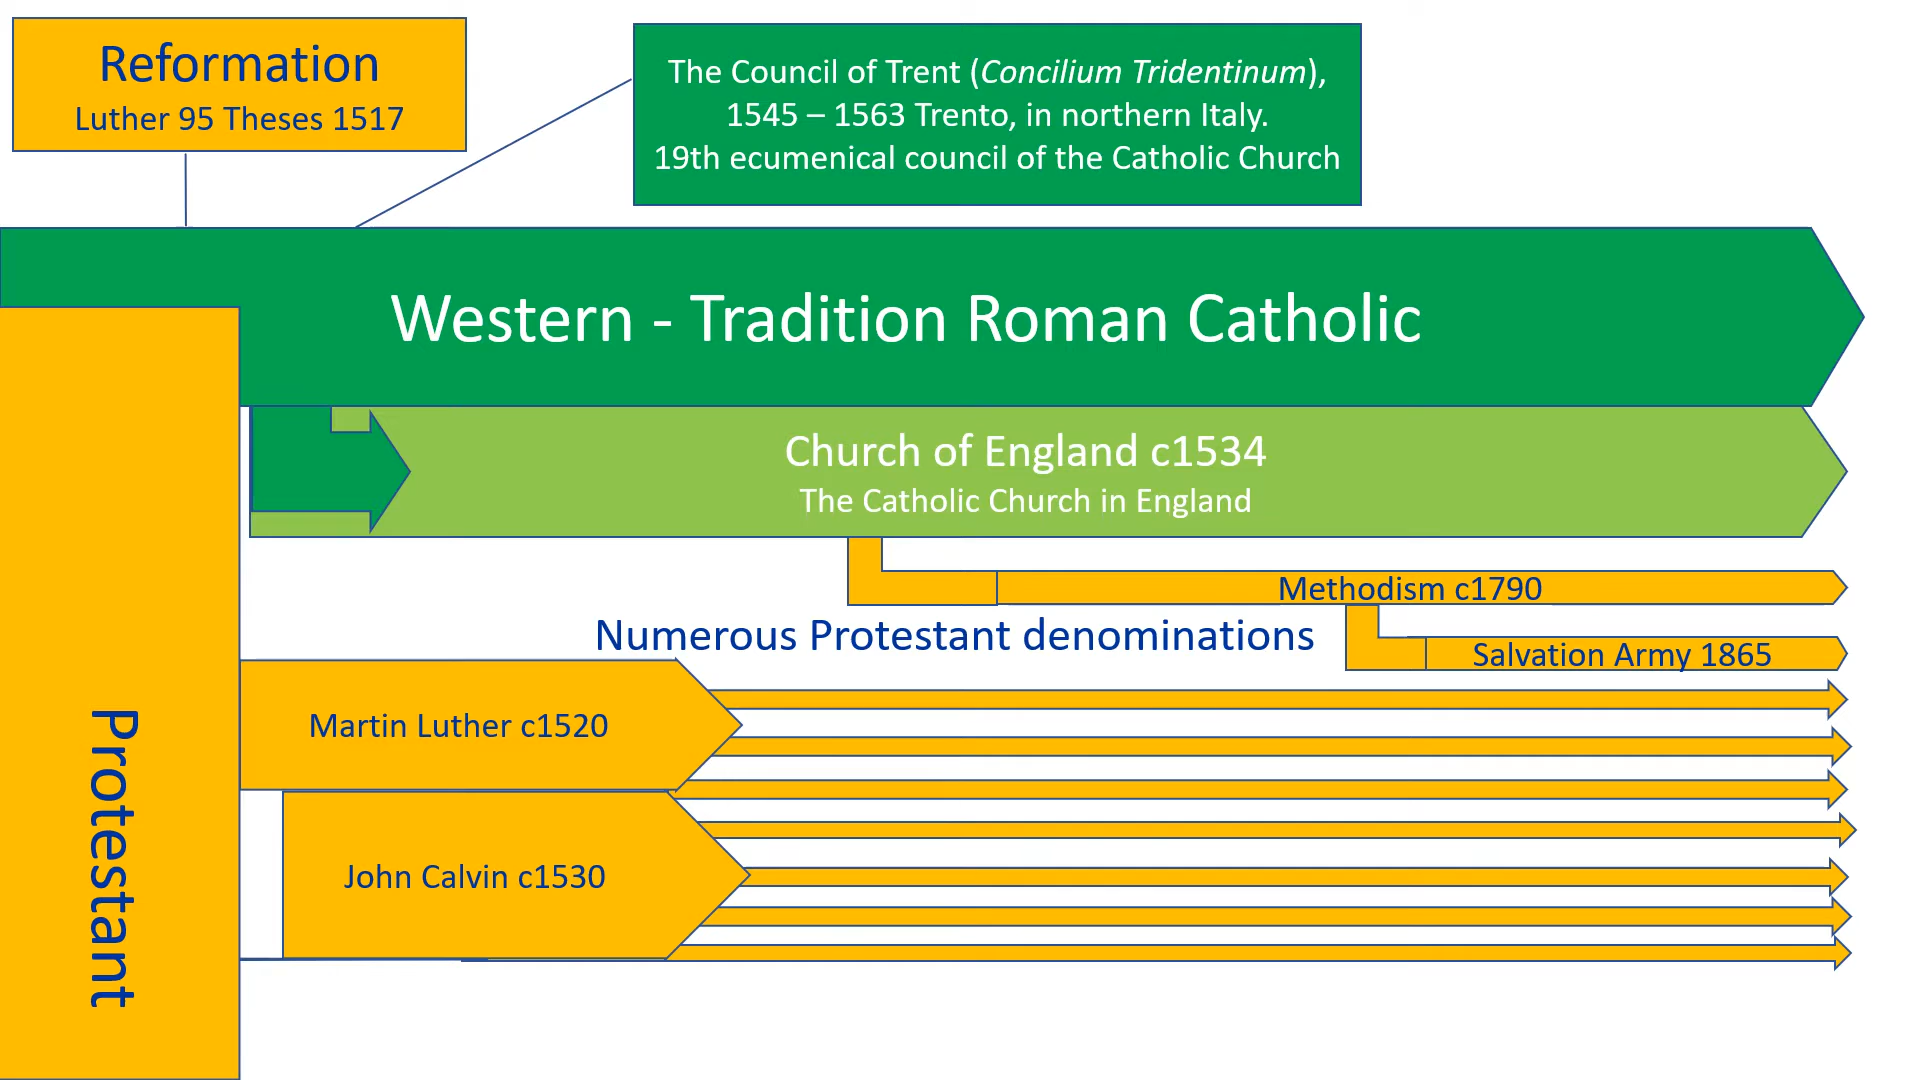 Reformation
Luther 95 Theses 1517
The Council of Trent (Concilium Tridentinum),
1545 – 1563 Trento, in northern Italy.
19th ecumenical council of the Catholic Church
Western - Tradition Roman Catholic
Church of England c1534
The Catholic Church in England
Methodism c1790
Numerous Protestant denominations
Salvation Army 1865
Martin Luther c1520
John Calvin c1530
Protestant